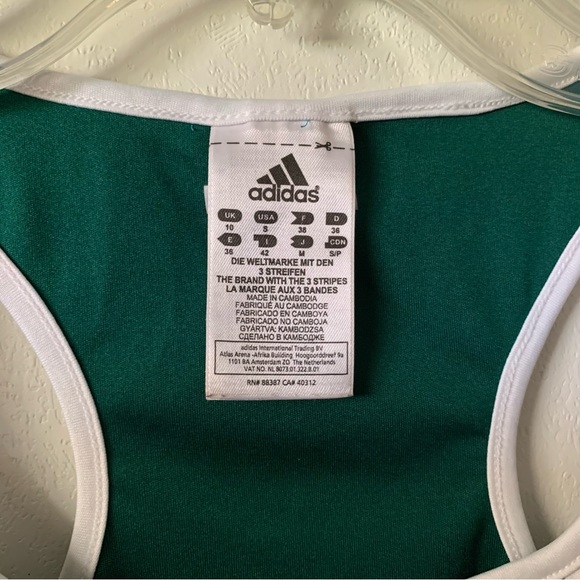 adidas®
UK USA F D
10 S 38 36
E I J CDN
36 42 M S/P
DIE WELTMARKE MIT DEN
3 STREIFEN
THE BRAND WITH THE 3 STRIPES
LA MARQUE AUX 3 BANDES
MADE IN CAMBODIA
FABRIQUÉ AU CAMBODGE
FABRICADO EN CAMBOYA
FABRICADO NO CAMBOJA
GYÁRTVA: KAMBODZSA
СДЕЛАНО В КАМБОДЖЕ
adidas International Trading BV
Atlas Arena -Afrika Building Hoogoorddreef 9a
1101 BA Amsterdam ZO The Netherlands
VAT NO. NL 8073.01.322.B.01
RN# 88387 CA# 40312